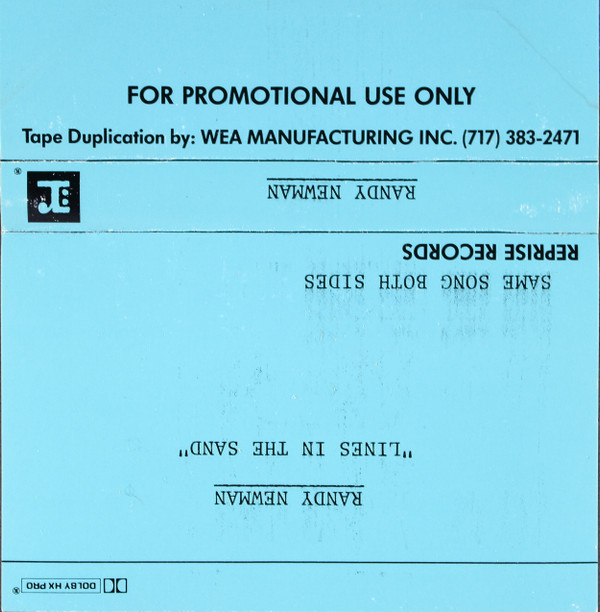 FOR PROMOTIONAL USE ONLY
Tape Duplication by: WEA MANUFACTURING INC. (717) 383-2471
RANDY NEWMAN
®
REPRISE RECORDS
SAME SONG BOTH SIDES
"LINES IN THE SAND"
RANDY NEWMAN
DOLBY HX PRO ®